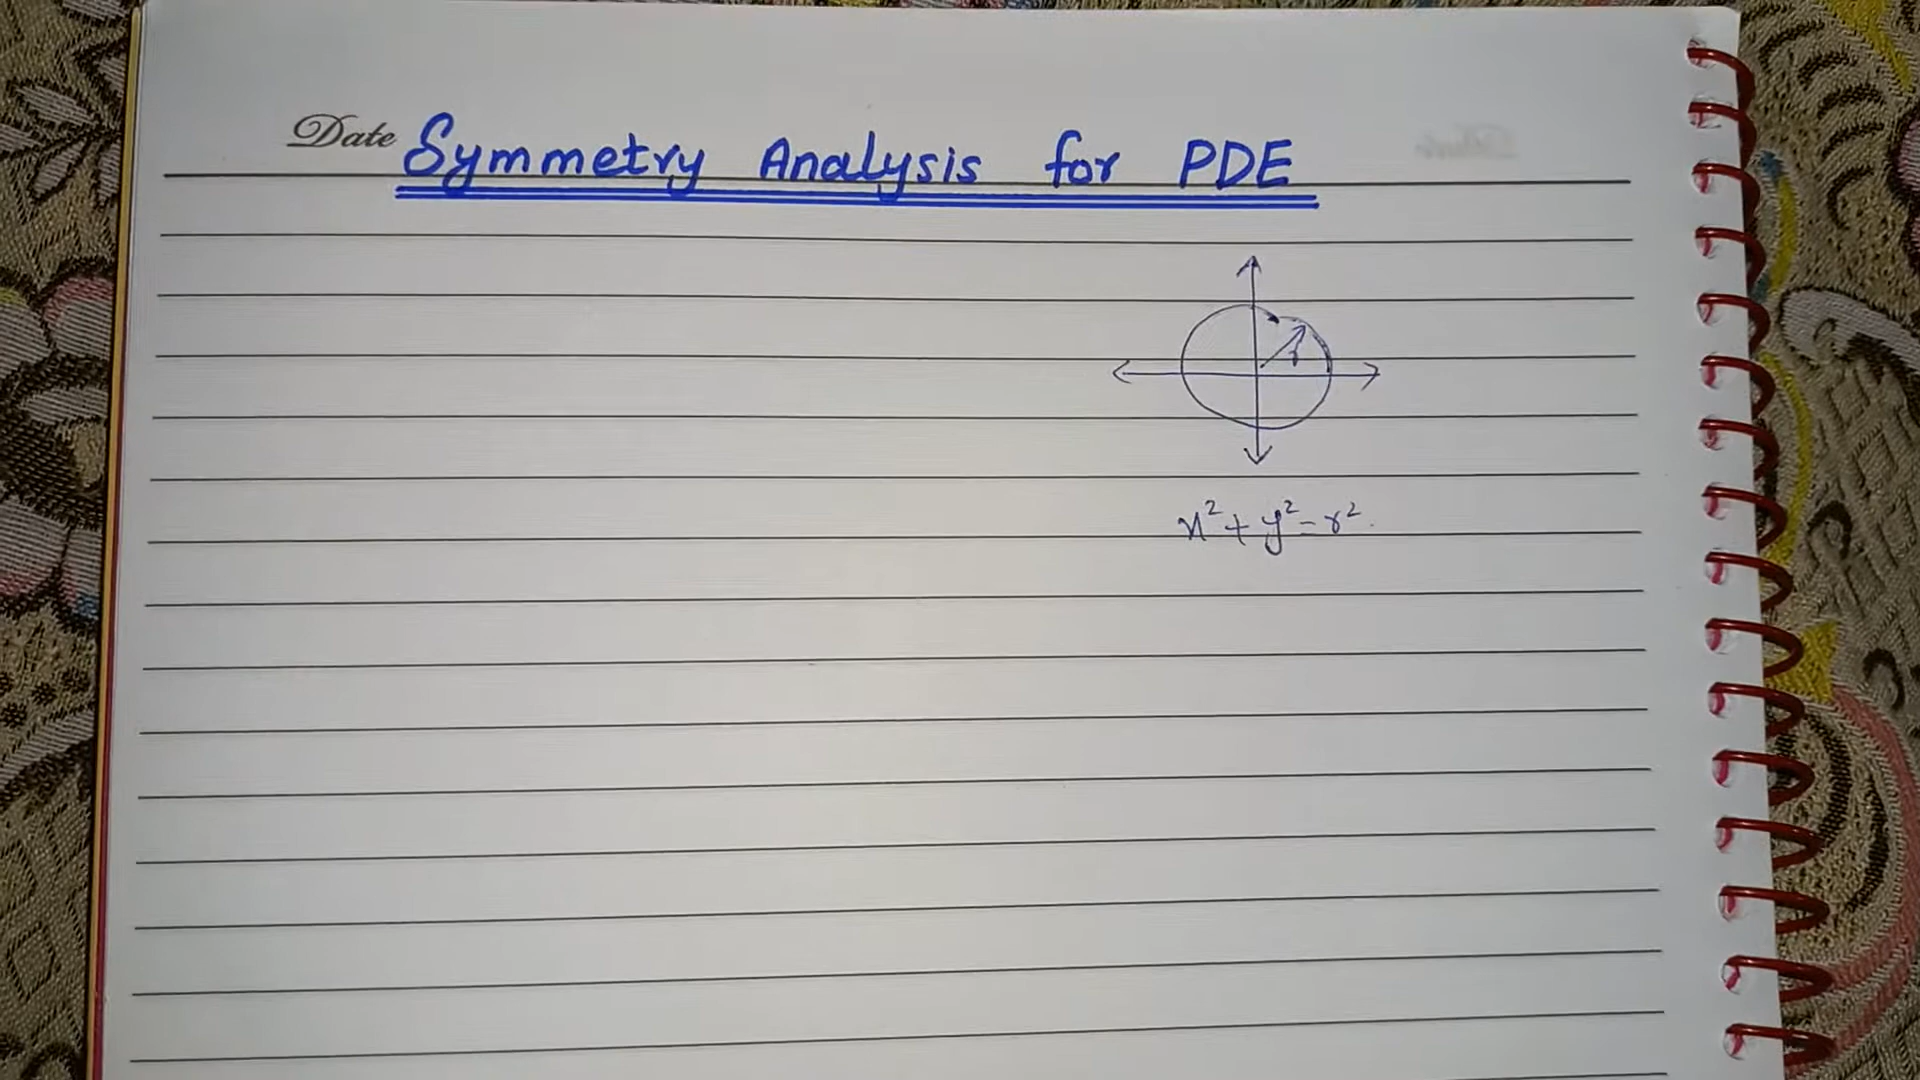 Date Symmetry Analysis for PDE
r
x² + y² = r².